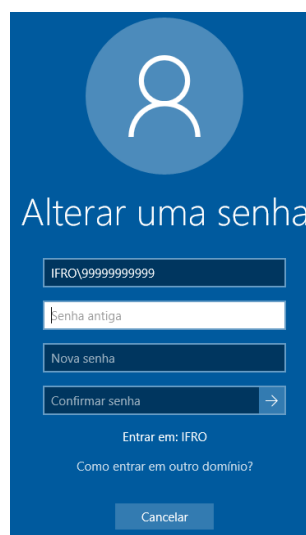 Alterar uma senha
IFRO\99999999999
Senha antiga
Nova senha
Confirmar senha
Entrar em: IFRO
Como entrar em outro domínio?
Cancelar